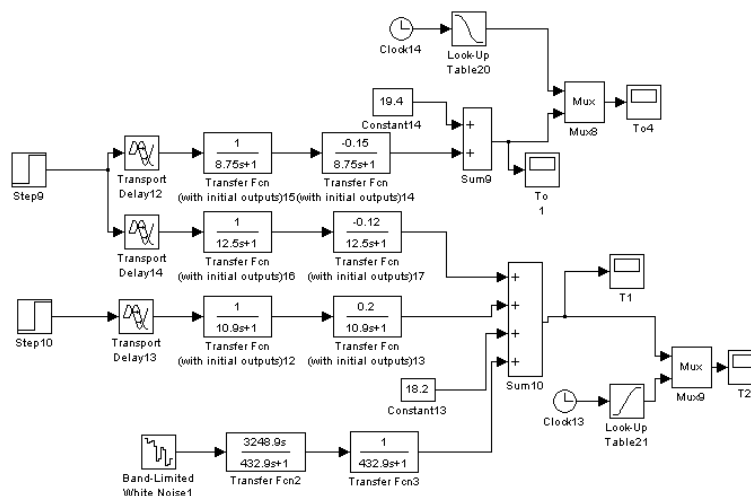 Clock14
Look-Up
Table20
Mux
Mux8
To4
19.4
Constant14
+
+
Sum9
To
1
Step9
Transport
Delay12
1
8.75s+1
Transfer Fcn
(with initial outputs)15
-0.15
8.75s+1
Transfer Fcn
(with initial outputs)14
Transport
Delay14
1
12.5s+1
Transfer Fcn
(with initial outputs)16
-0.12
12.5s+1
Transfer Fcn
(with initial outputs)17
Step10
Transport
Delay13
1
10.9s+1
Transfer Fcn
(with initial outputs)12
0.2
10.9s+1
Transfer Fcn
(with initial outputs)13
+
+
+
+
Sum10
T1
18.2
Constant13
Clock13
Look-Up
Table21
Mux
Mux9
T2
Band-Limited
White Noise1
3248.9s
432.9s+1
Transfer Fcn2
1
432.9s+1
Transfer Fcn3